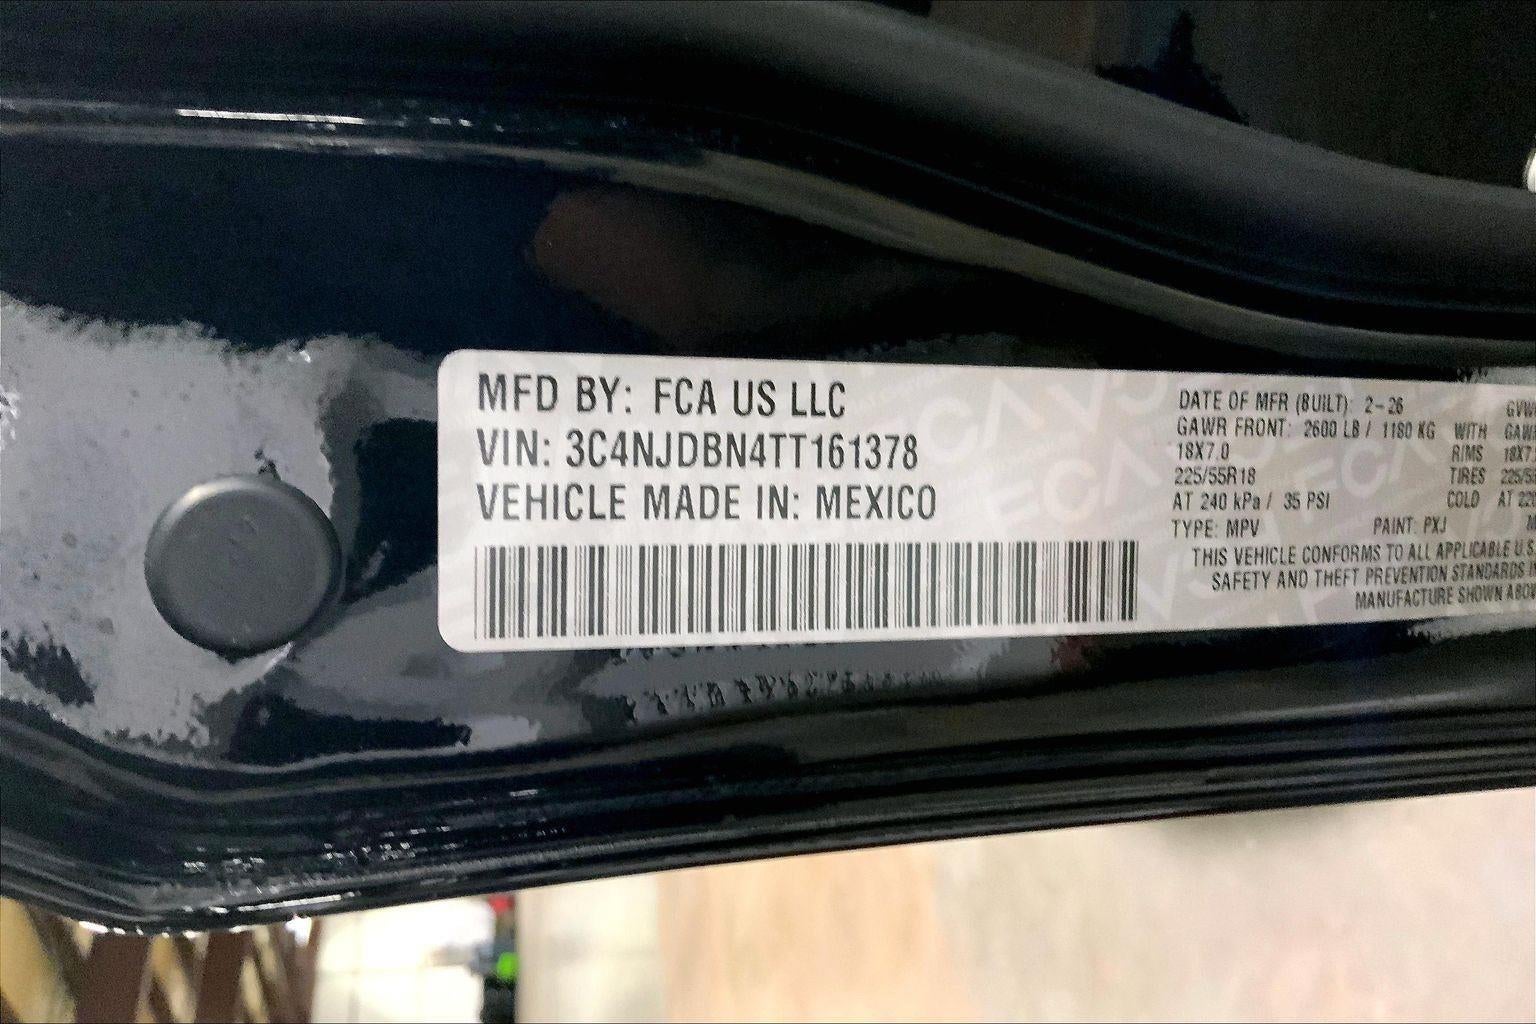 MFD BY: FCA US LLC
VIN: 3C4NJDBN4TT161378
VEHICLE MADE IN: MEXICO
DATE OF MFR (BUILT): 2-26
GAWR FRONT: 2600 LB / 1180 KG WITH
18X7.0 RIMS
225/55R18 TIRES
AT 240 kPa / 35 PSI COLD AT
TYPE: MPV PAINT: PXJ
THIS VEHICLE CONFORMS TO ALL APPLICABLE U.S.
SAFETY AND THEFT PREVENTION STANDARDS
MANUFACTURE SHOWN